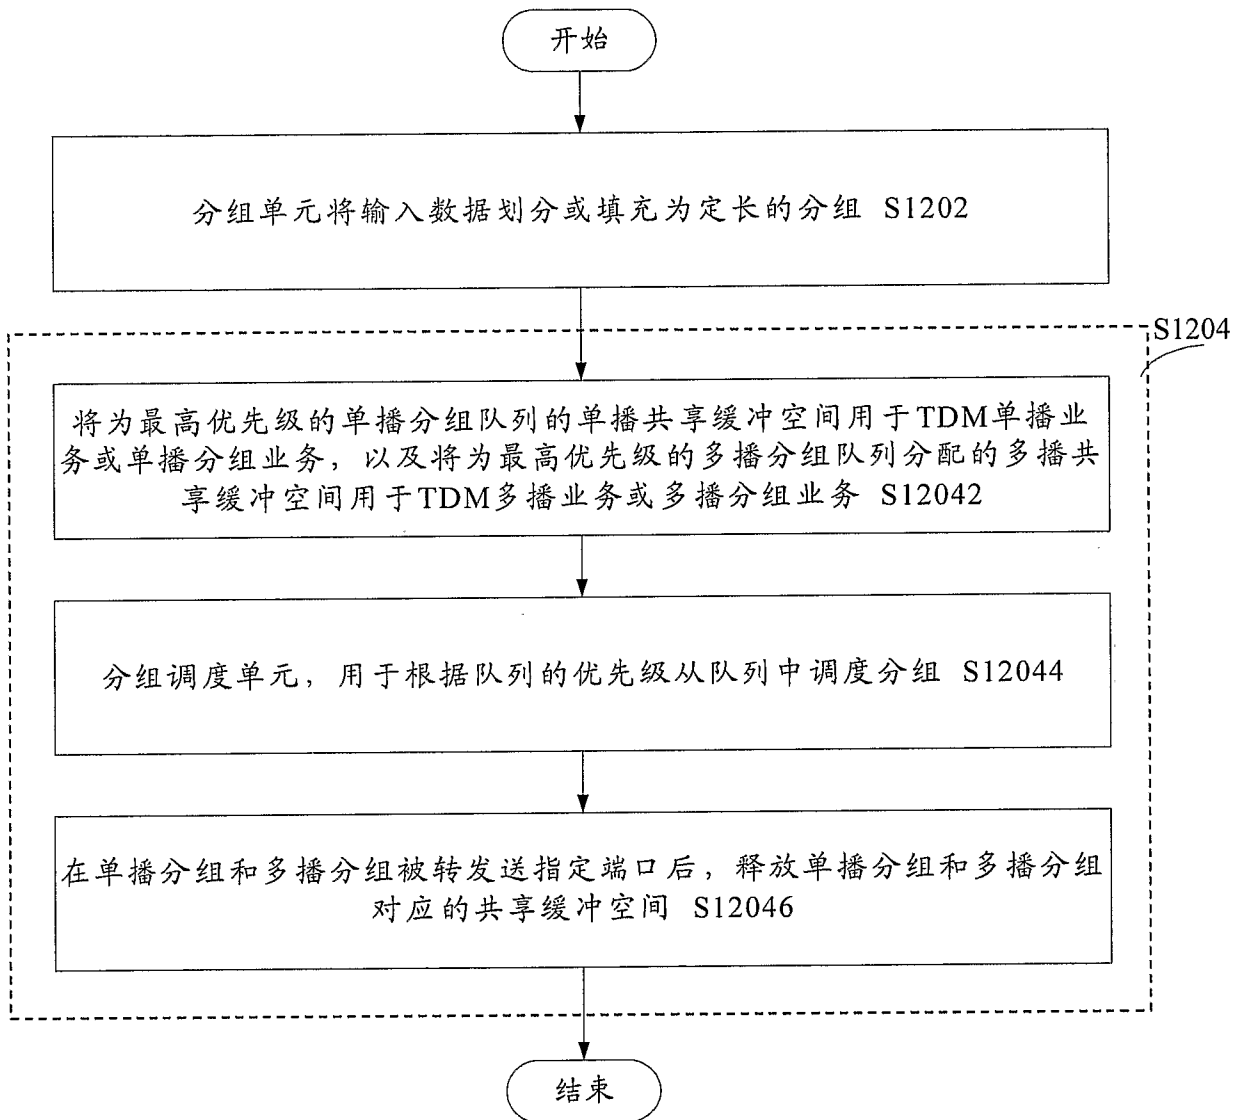 开始
分组单元将输入数据划分或填充为定长的分组 S1202
S1204
将为最高优先级的单播分组队列的单播共享缓冲空间用于TDM单播业
务或单播分组业务，以及将为最高优先级的多播分组队列分配的多播共
享缓冲空间用于TDM多播业务或多播分组业务 S12042
分组调度单元，用于根据队列的优先级从队列中调度分组 S12044
在单播分组和多播分组被转发送指定端口后，释放单播分组和多播分组
对应的共享缓冲空间 S12046
结束